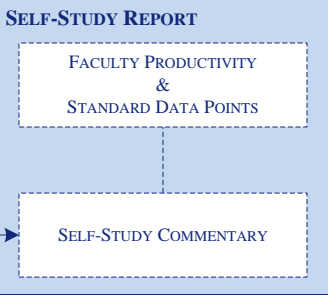 SELF-STUDY REPORT
FACULTY PRODUCTIVITY
&
STANDARD DATA POINTS
SELF-STUDY COMMENTARY